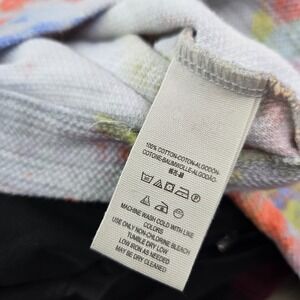 100% COTTON-COTON-ALGODON-
COTONE-BAUMWOLLE-ALGODÃO-
MACHINE WASH COLD WITH LIKE
COLORS
USE ONLY NON-CHLORINE BLEACH
TUMBLE DRY LOW
LOW IRON AS NEEDED
MAY BE DRY CLEANED